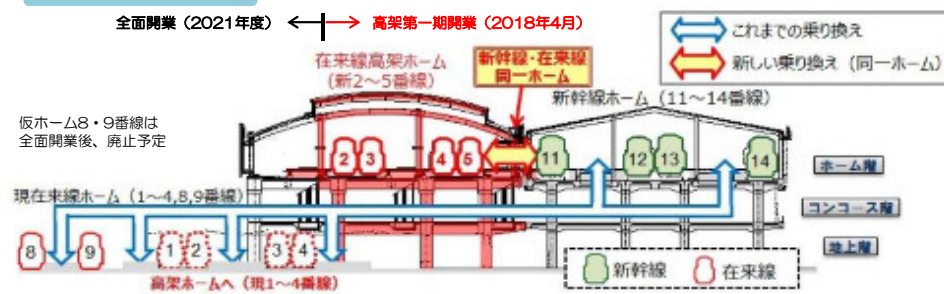 全面開業（2021年度）
高架第一期開業（2018年4月）
これまでの乗り換え
新しい乗り換え（同一ホーム）
在来線高架ホーム
（新2～5番線）
新幹線・在来線
同一ホーム
新幹線ホーム（11～14番線）
仮ホーム8・9番線は
全面開業後、廃止予定
2 3 4 5 11 12 13 14
ホーム階
現在来線ホーム（1～4,8,9番線）
コンコース階
8 9 1 2 3 4
地上階
高架ホームへ（現1～4番線）
新幹線 在来線